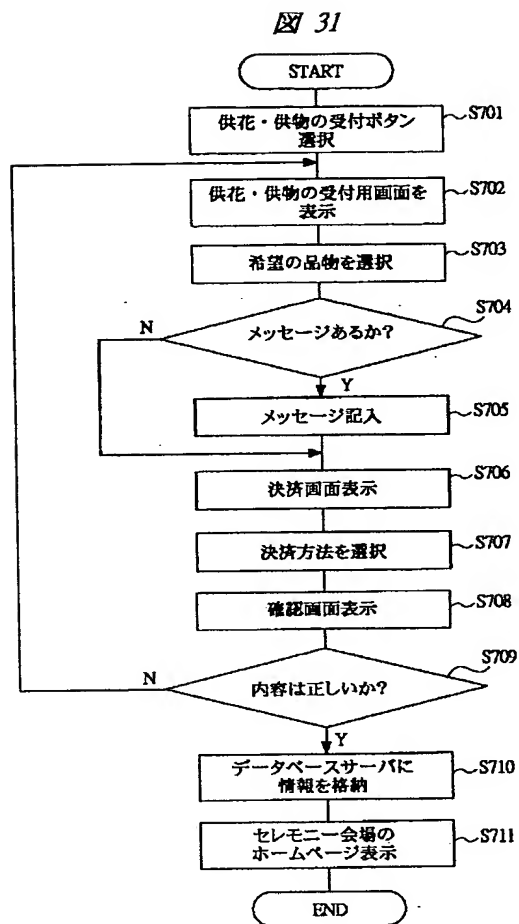 図 31
START
供花・供物の受付ボタン
選択
S701
供花・供物の受付用画面を
表示
S702
希望の品物を選択
S703
メッセージあるか?
S704
N
Y
メッセージ記入
S705
決済画面表示
S706
決済方法を選択
S707
確認画面表示
S708
内容は正しいか?
S709
N
Y
データベースサーバに
情報を格納
S710
セレモニー会場の
ホームページ表示
S711
END